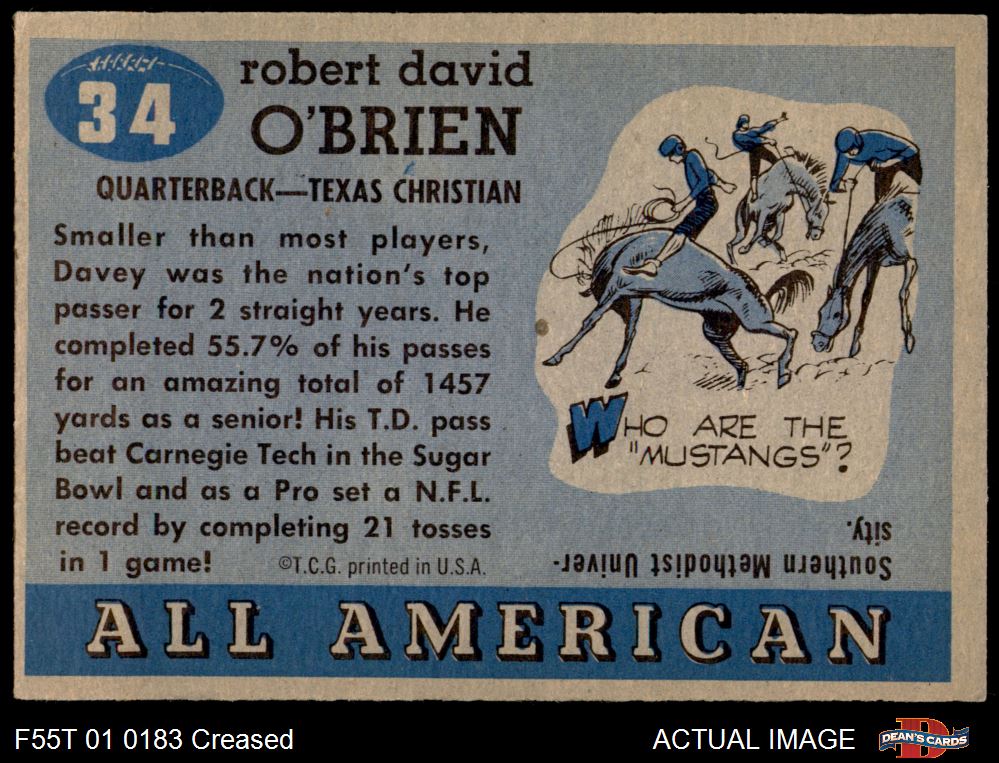 34
robert david
O'BRIEN
QUARTERBACK—TEXAS CHRISTIAN
Smaller than most players,
Davey was the nation's top
passer for 2 straight years. He
completed 55.7% of his passes
for an amazing total of 1457
yards as a senior! His T.D. pass
beat Carnegie Tech in the Sugar
Bowl and as a Pro set a N.F.L.
record by completing 21 tosses
in 1 game!
©T.C.G. printed in U.S.A.
WHO ARE THE
"MUSTANGS"?
Southern Methodist Univer-
sity.
ALL AMERICAN
F55T 01 0183 Creased
ACTUAL IMAGE
D
DEAN'S CARDS